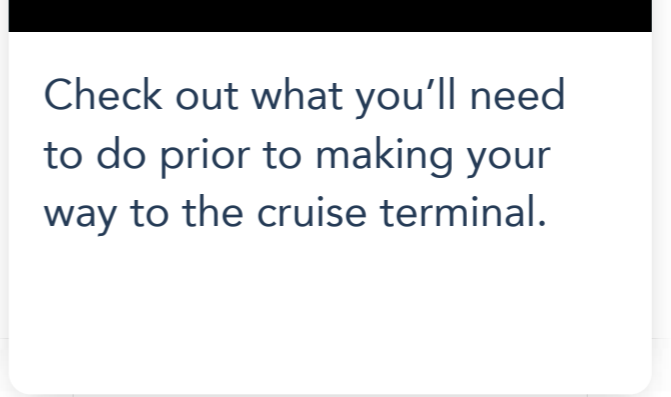 Check out what you’ll need
to do prior to making your
way to the cruise terminal.